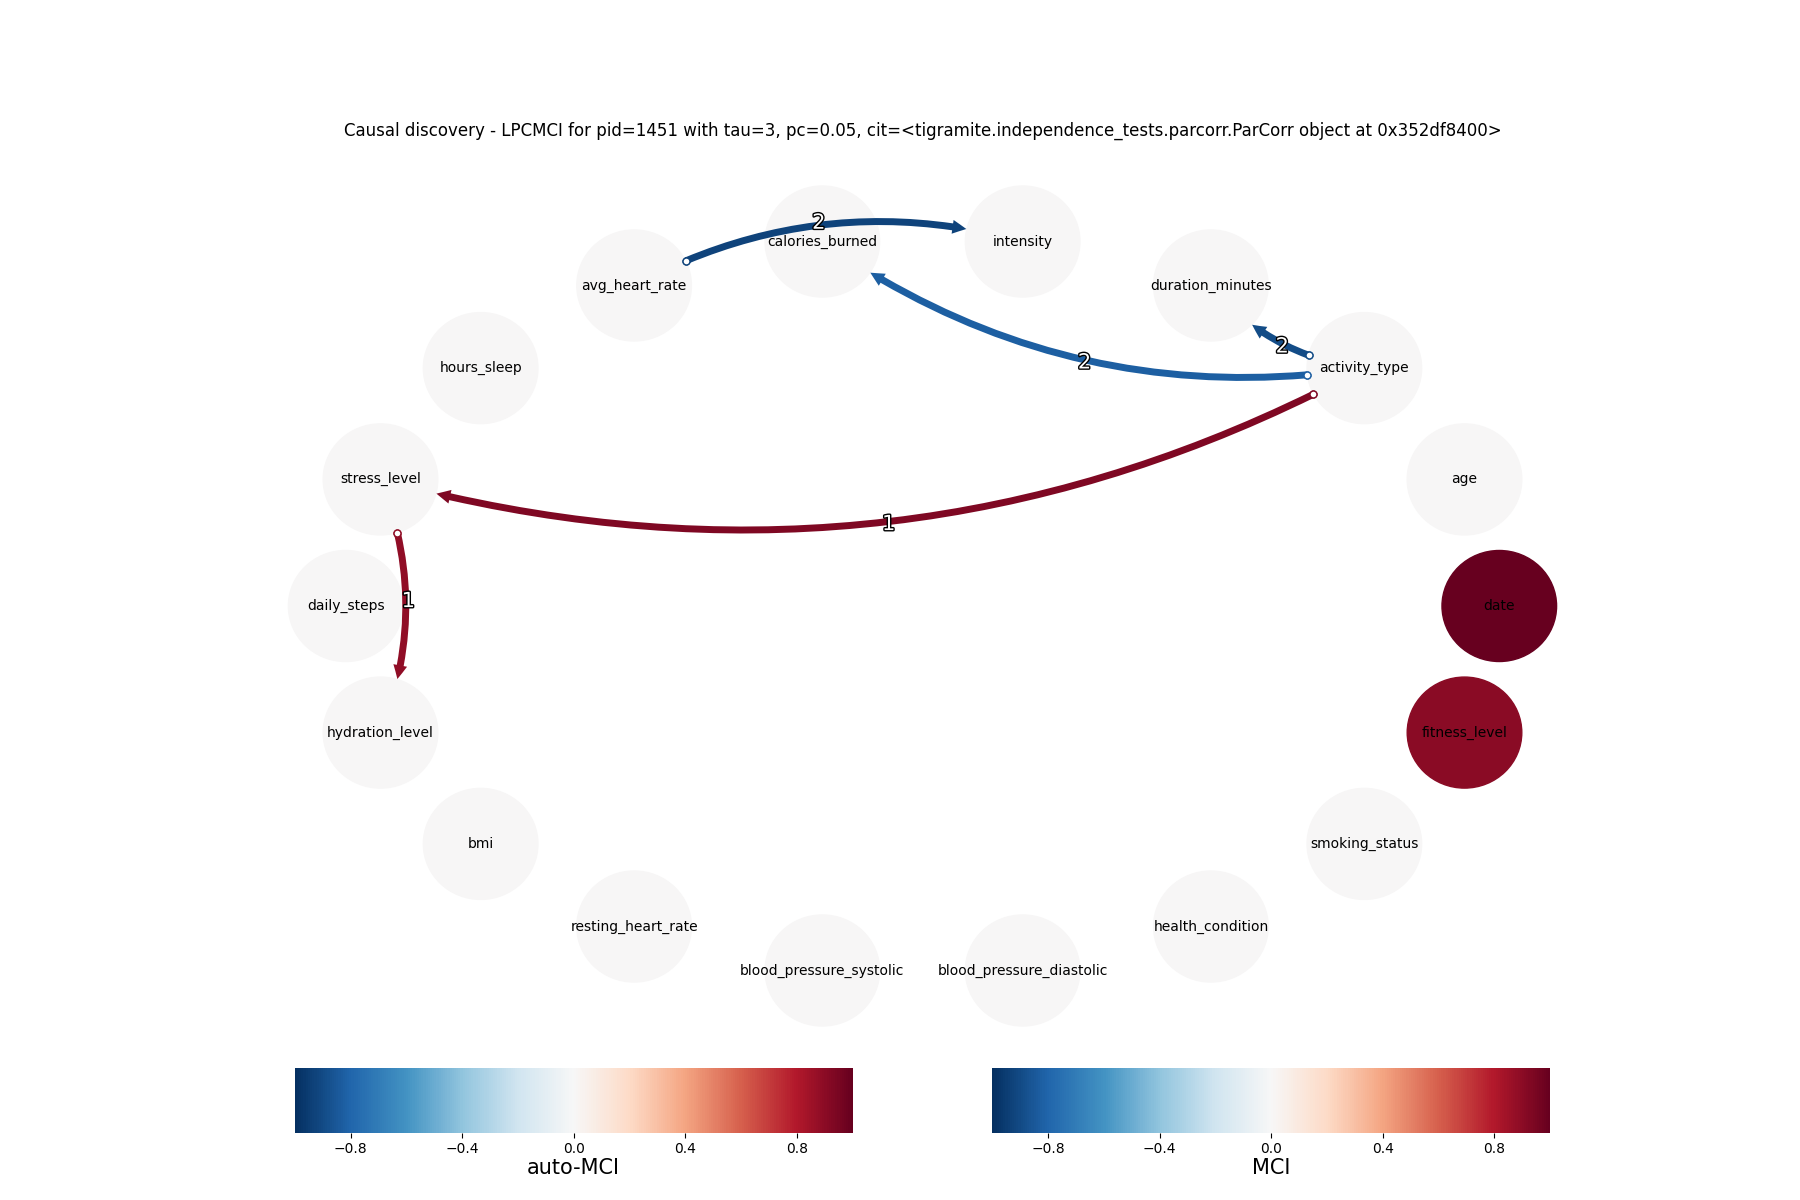 Causal discovery - LPCMCI for pid=1451 with tau=3, pc=0.05, cit=<tigramite.independence_tests.parcorr.ParCorr object at 0x352df8400>
2
calories_burned
intensity
avg_heart_rate
duration_minutes
2
2
hours_sleep
activity_type
stress_level
age
1
1
daily_steps
date
hydration_level
fitness_level
bmi
smoking_status
resting_heart_rate
health_condition
blood_pressure_systolic
blood_pressure_diastolic
−0.8 −0.4 0.0 0.4 0.8
auto-MCI
−0.8 −0.4 0.0 0.4 0.8
MCI